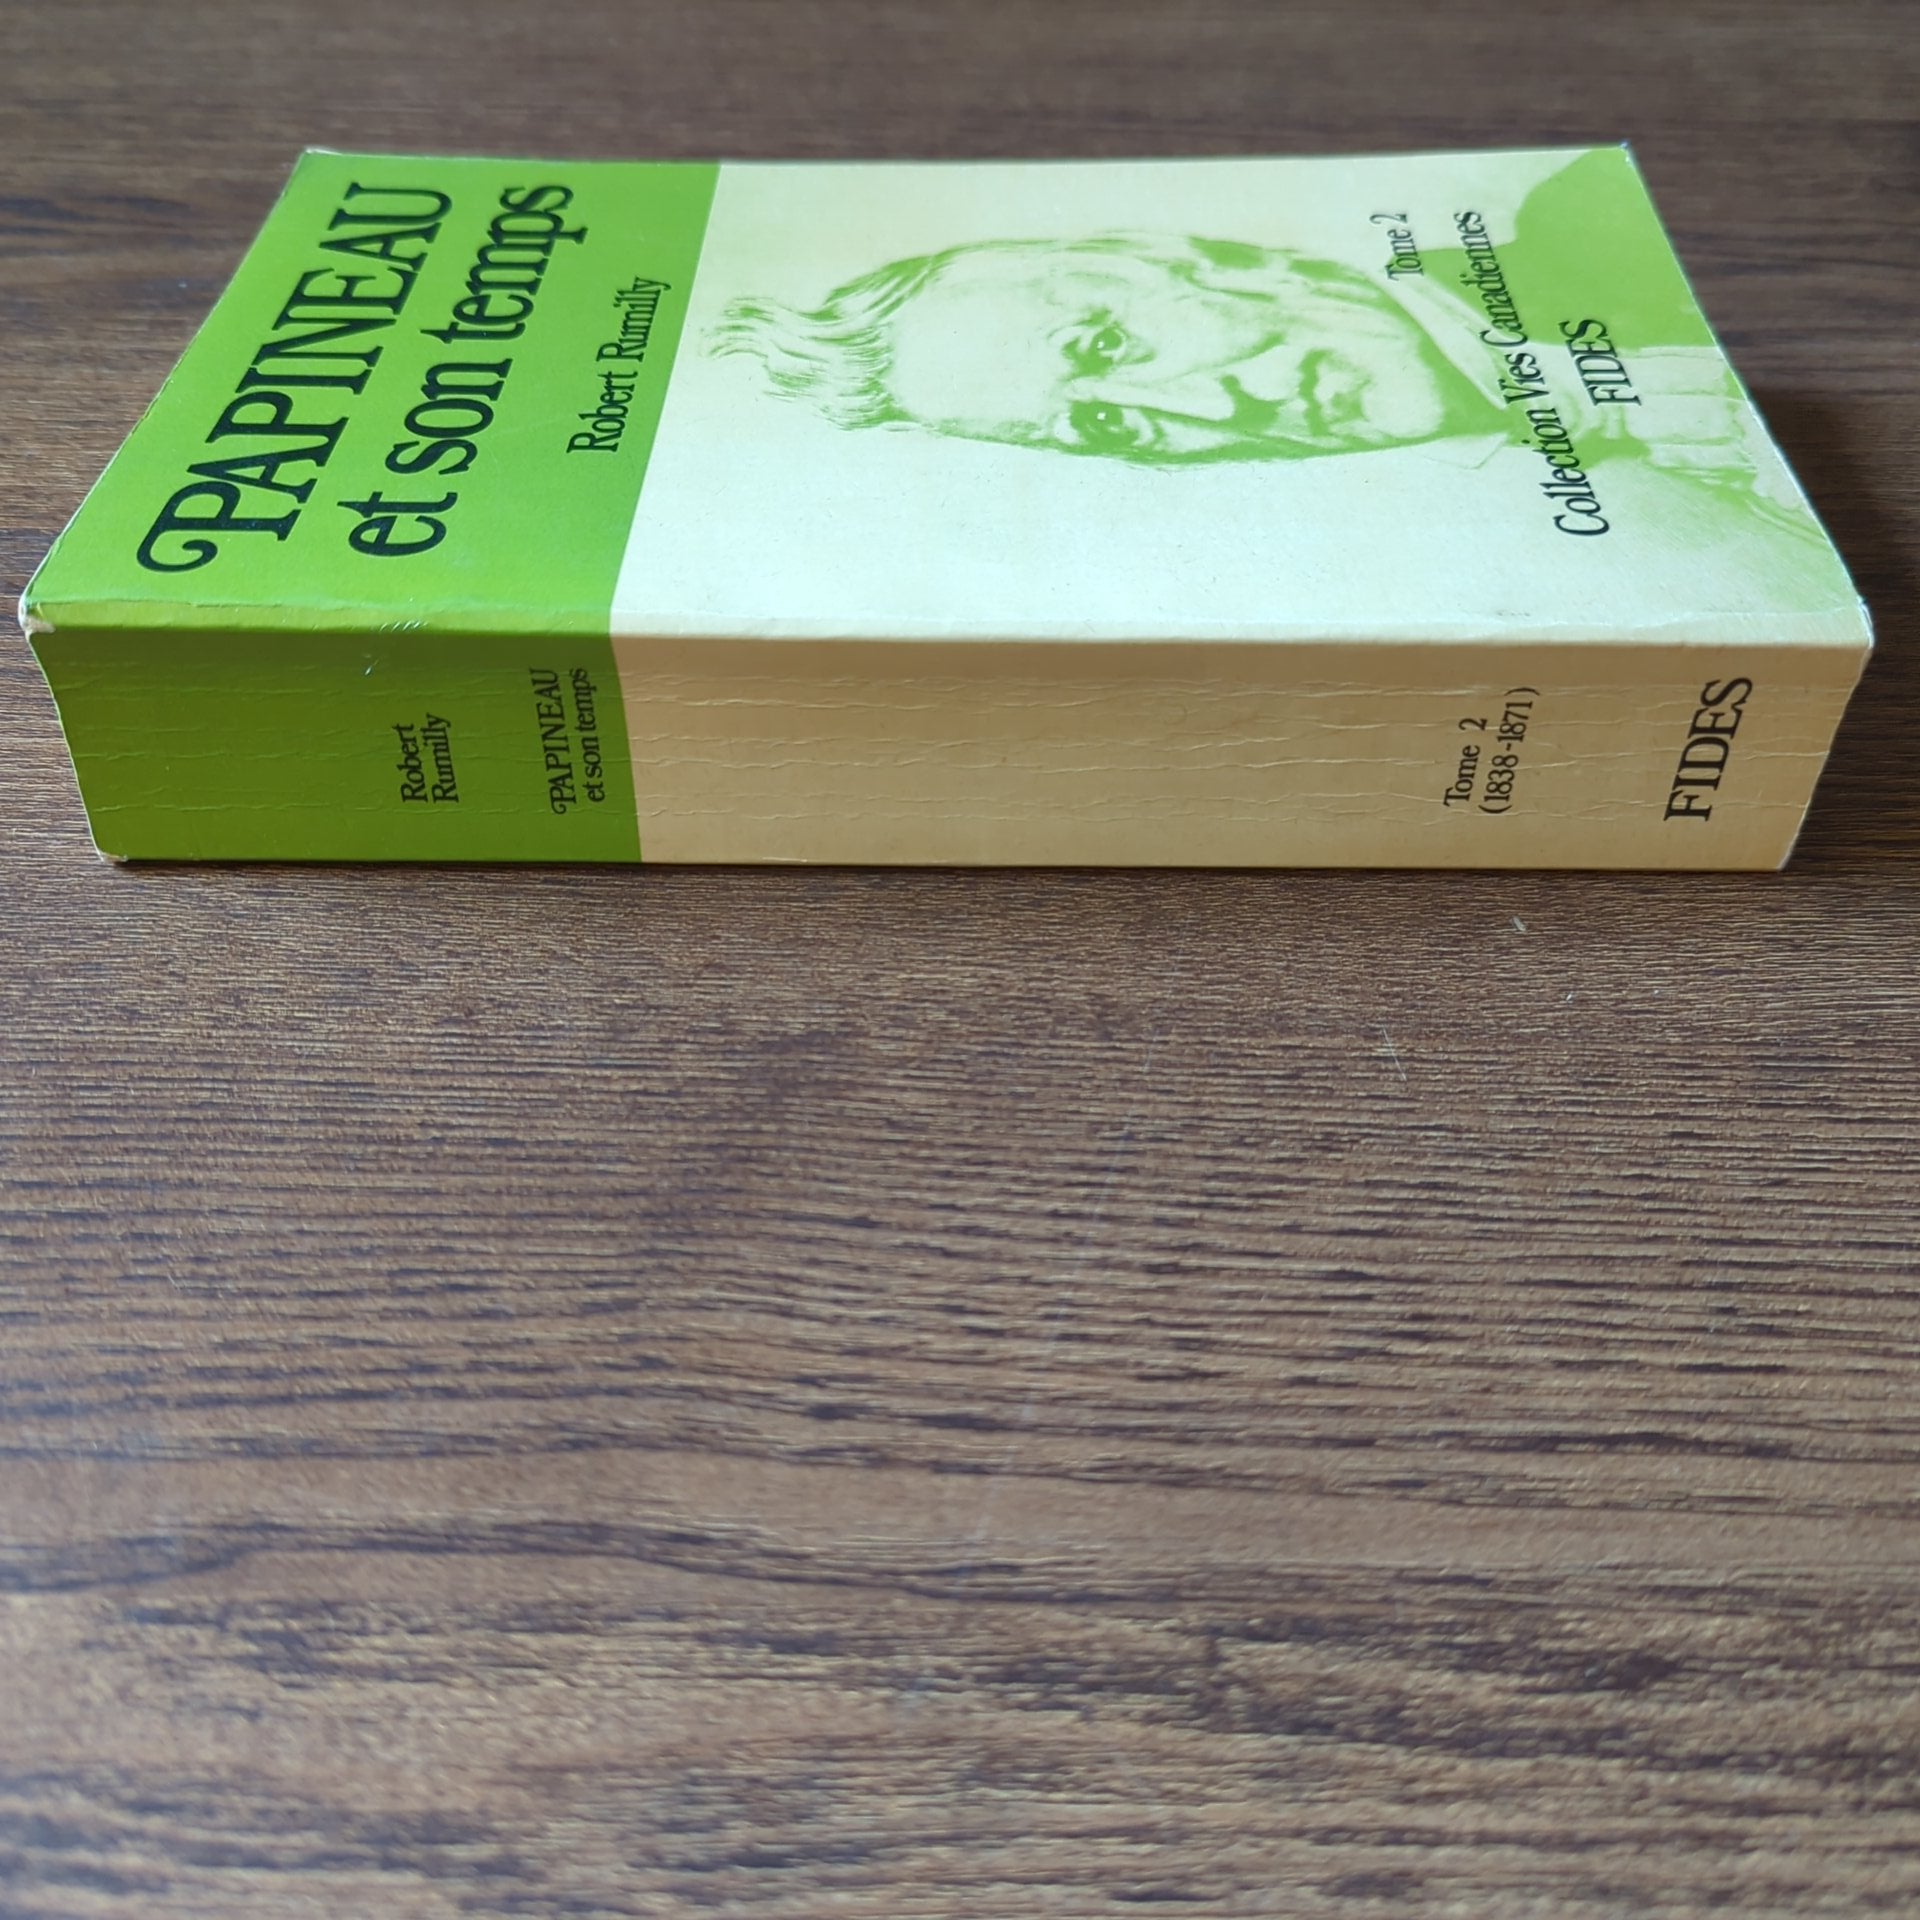 PAPINEAU
et son temps
Robert Rumilly
Tome 2
Collection Vies Canadiennes
FIDES
Robert
Rumilly
PAPINEAU
et son temps
Tome 2
(1838-1871)
FIDES